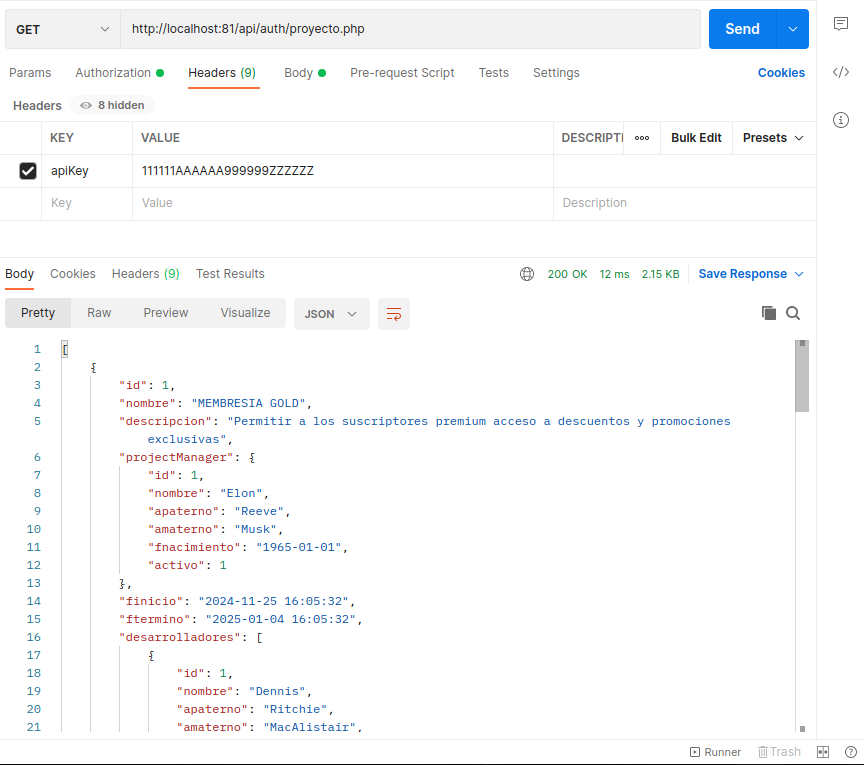 GET http://localhost:81/api/auth/proyecto.php Send
Params Authorization Headers (9) Body Pre-request Script Tests Settings Cookies
Headers 8 hidden
KEY VALUE DESCRIPTI ooo Bulk Edit Presets
apiKey 111111AAAAAA999999ZZZZZZ
Key Value Description
Body Cookies Headers (9) Test Results 200 OK 12 ms 2.15 KB Save Response
Pretty Raw Preview Visualize JSON
1 [
2 {
3 "id": 1,
4 "nombre": "MEMBRESIA GOLD",
5 "descripcion": "Permitir a los suscriptores premium acceso a descuentos y promociones
exclusivas",
6 "projectManager": {
7 "id": 1,
8 "nombre": "Elon",
9 "apaterno": "Reeve",
10 "amaterno": "Musk",
11 "fnacimiento": "1965-01-01",
12 "activo": 1
13 },
14 "finicio": "2024-11-25 16:05:32",
15 "ftermino": "2025-01-04 16:05:32",
16 "desarrolladores": [
17 {
18 "id": 1,
19 "nombre": "Dennis",
20 "apaterno": "Ritchie",
21 "amaterno": "MacAlistair",
Runner Trash